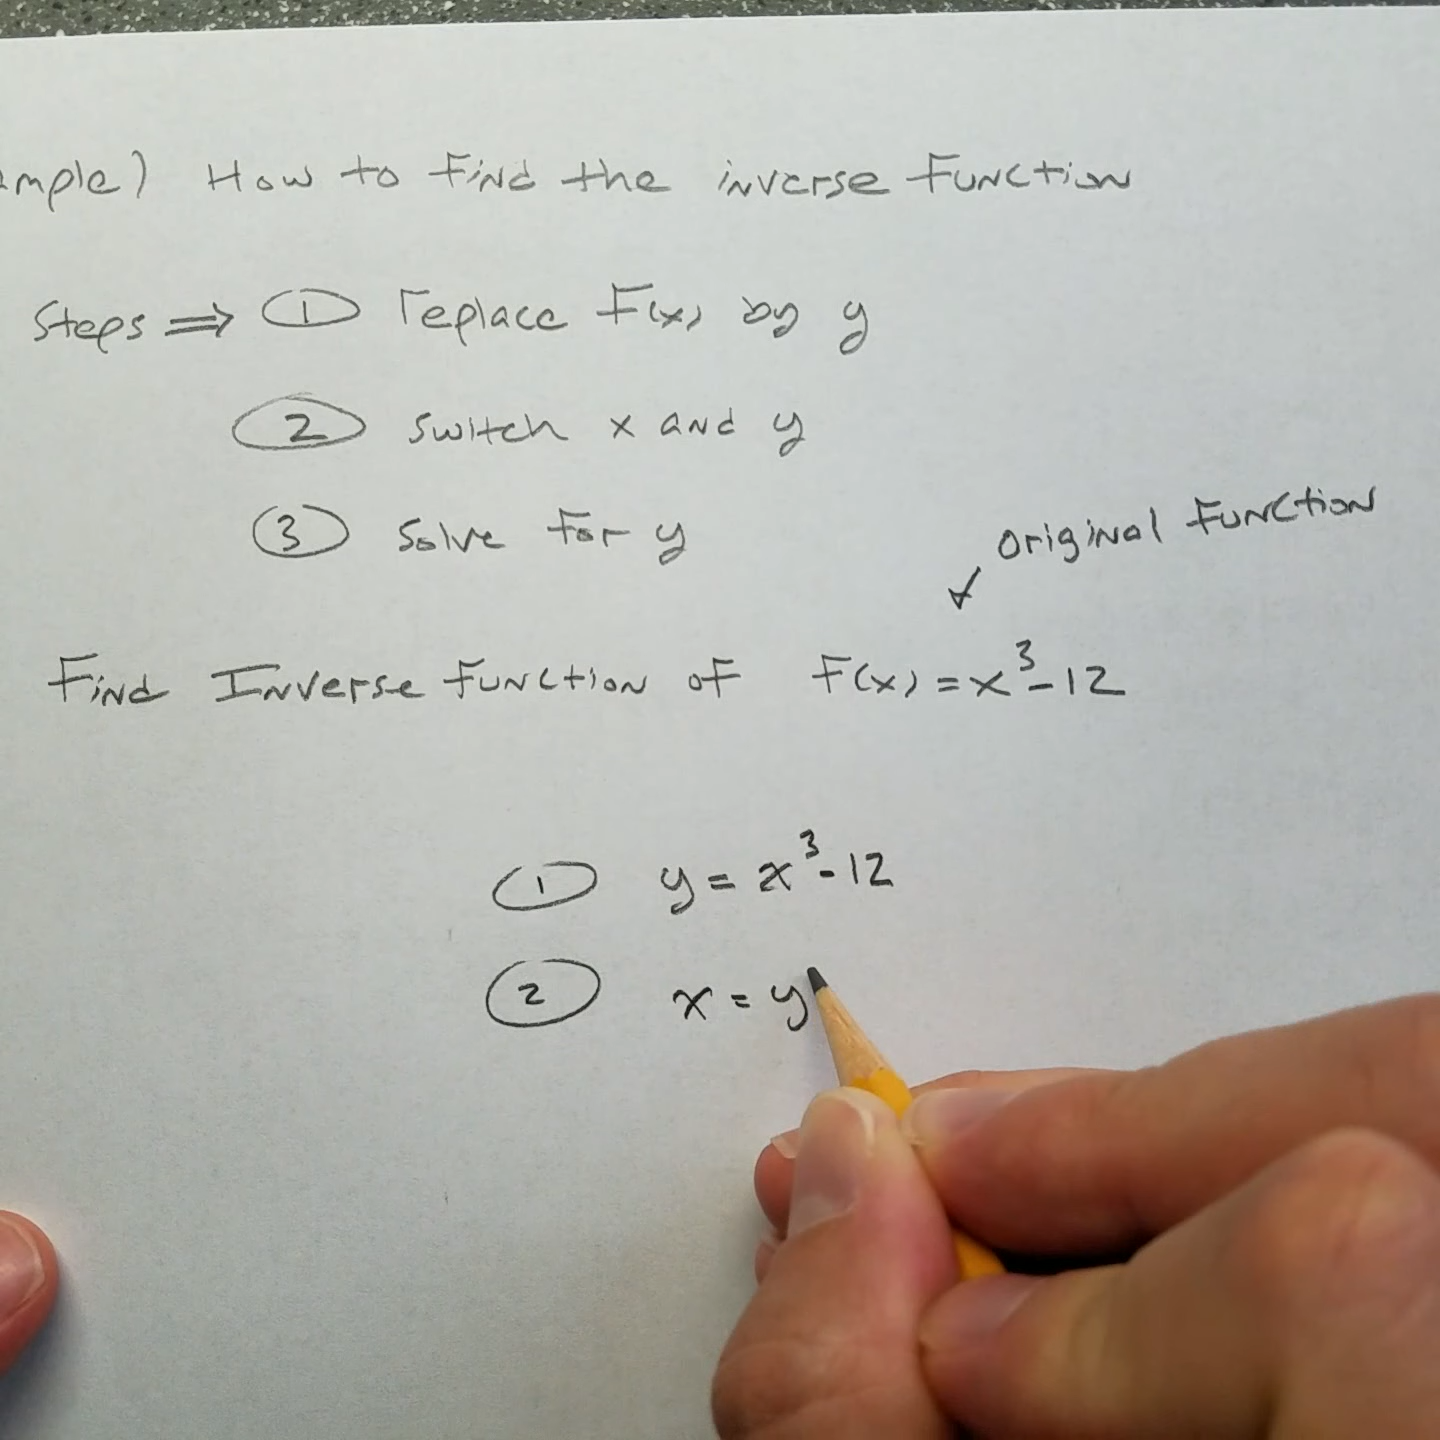 mple) How to Find the inverse Function
Steps ⇒ ① replace F(x) by y
② switch x and y
③ Solve for y
original Function
Find Inverse Function of F(x) = x³-12
① y = x³-12
② x = y